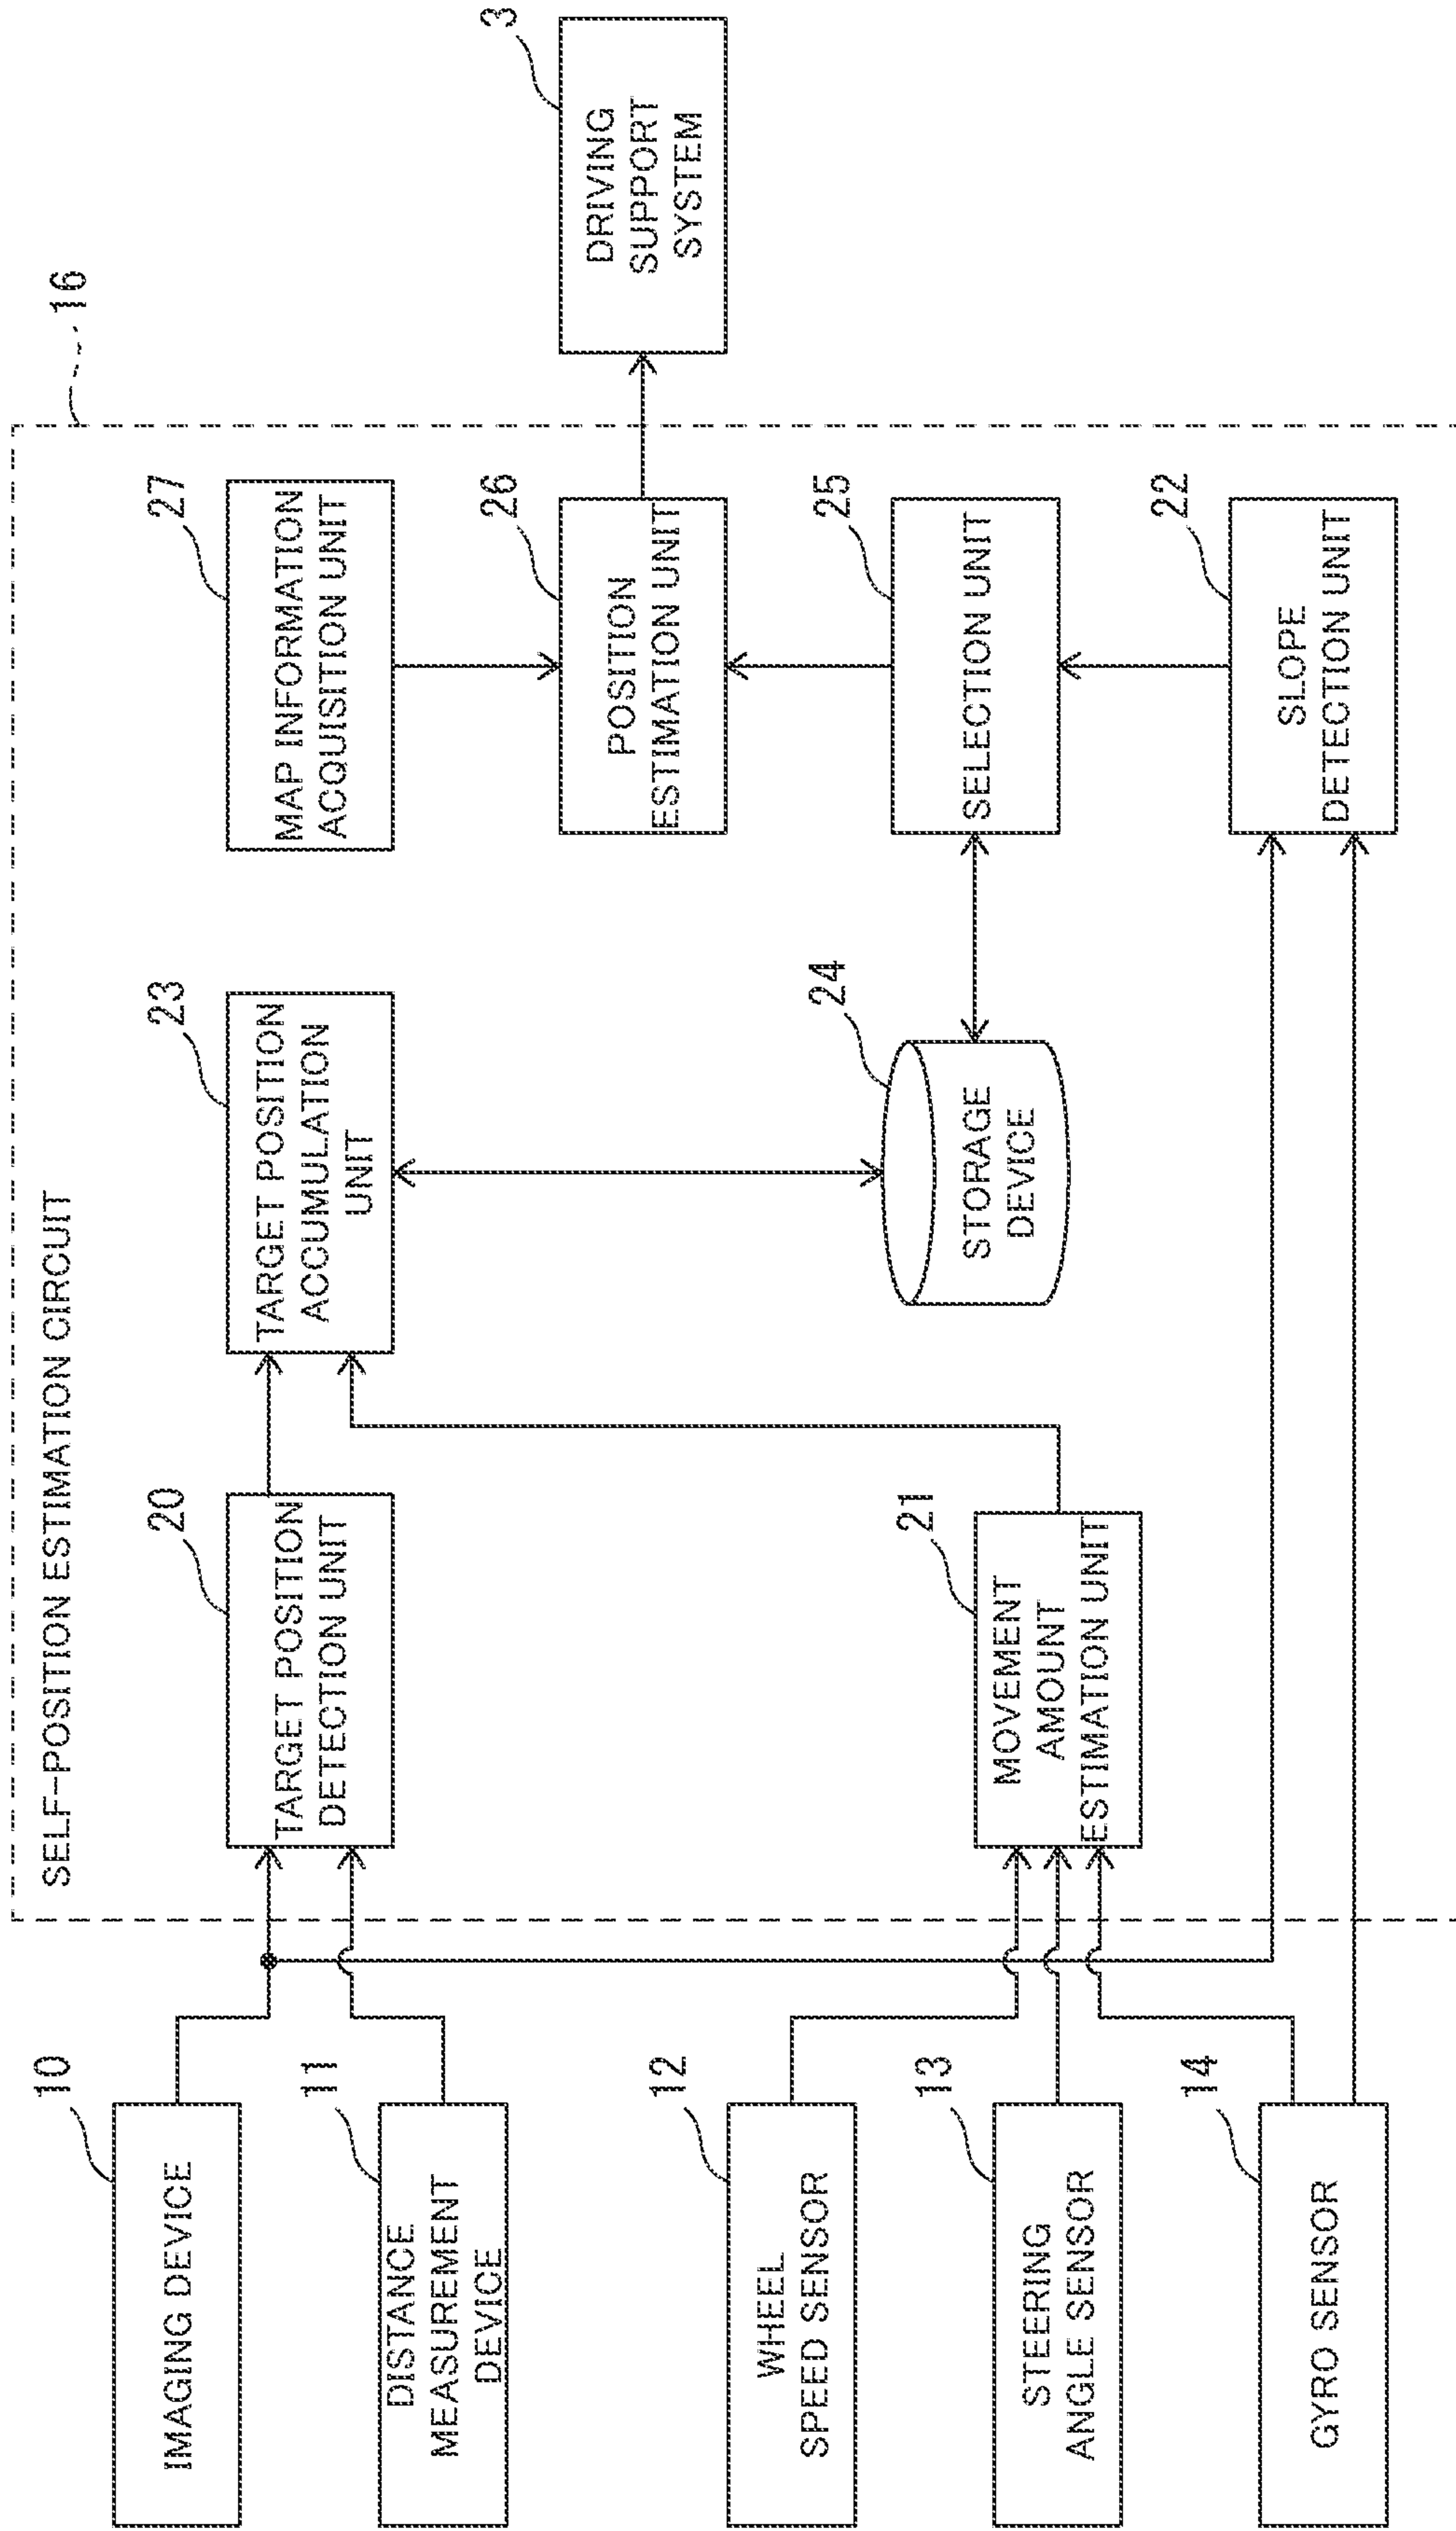 SELF-POSITION ESTIMATION CIRCUIT
16
10
IMAGING DEVICE
11
DISTANCE
MEASUREMENT
DEVICE
12
WHEEL
SPEED SENSOR
13
STEERING
ANGLE SENSOR
14
GYRO SENSOR
20
TARGET POSITION
DETECTION UNIT
21
MOVEMENT
AMOUNT
ESTIMATION UNIT
23
TARGET POSITION
ACCUMULATION
UNIT
24
STORAGE
DEVICE
27
MAP INFORMATION
ACQUISITION UNIT
26
POSITION
ESTIMATION UNIT
25
SELECTION UNIT
22
SLOPE
DETECTION UNIT
3
DRIVING
SUPPORT
SYSTEM